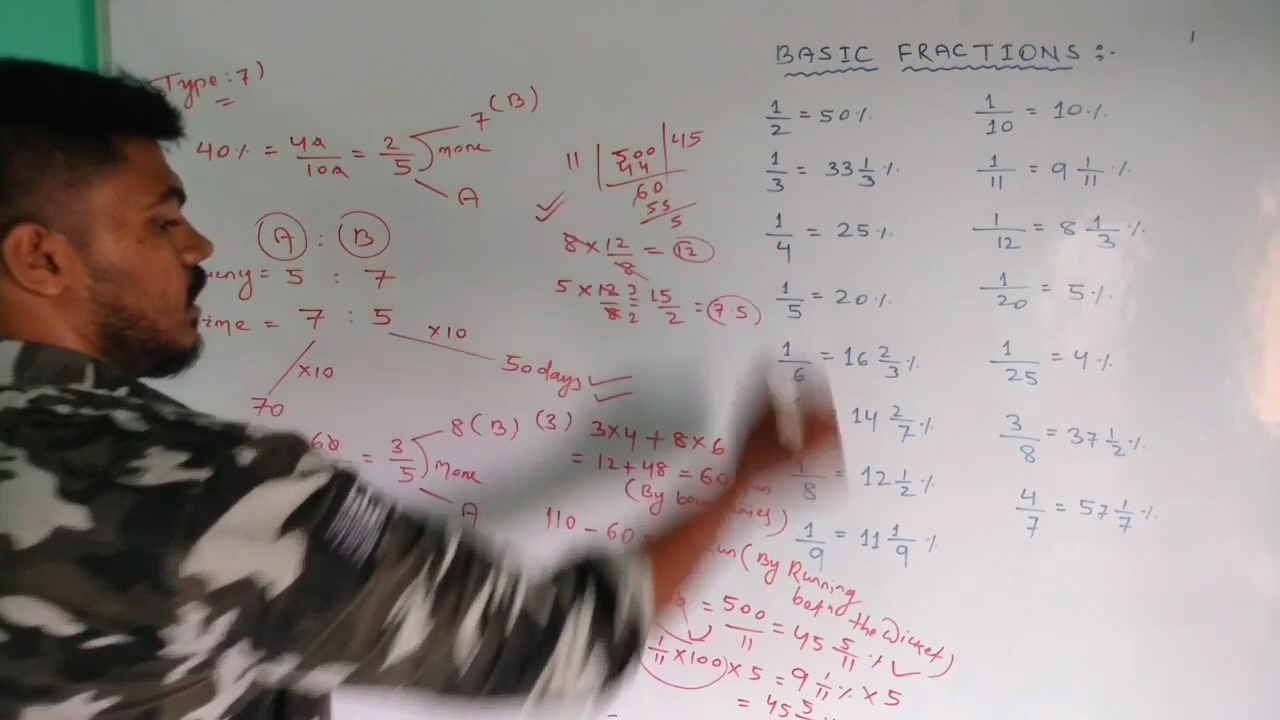 Type: 7)
40% = 4a/10a = 2/5 more 7 (B)
A
A : B
= 5 : 7
= 7 : 5
×10
×10
50 days
70
= 3/5 more 8 (B)
A
11 | 500 | 45
44
60
55
5
8 × 12/8 = 12
5 × 12/8 = 15/2 = 7.5
3
2
(3) 3×4 + 8×6
= 12 + 48 = 60
(By
110 - 60
(By Running
betn the Wicket)
= 500/11 = 45 5/11 %
1/11 × 100 × 5 = 9 1/11 % × 5
= 45
BASIC FRACTIONS :-
1/2 = 50%
1/3 = 33 1/3 %
1/4 = 25%
1/5 = 20%
1/6 = 16 2/3 %
14 2/7 %
1/8 = 12 1/2 %
1/9 = 11 1/9 %
1/10 = 10%
1/11 = 9 1/11 %
1/12 = 8 1/3 %
1/20 = 5%
1/25 = 4%
3/8 = 37 1/2 %
4/7 = 57 1/7 %